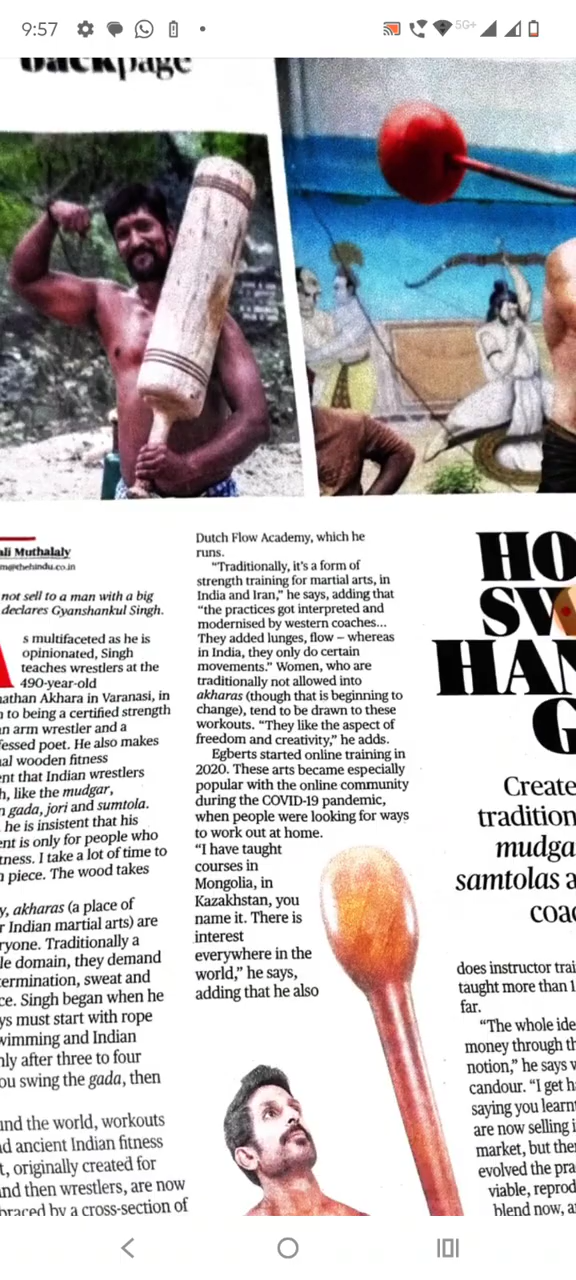 9:57
5G+
backpage
ali Muthalaly
m@thehindu.co.in
not sell to a man with a big
declares Gyanshankul Singh.
A
s multifaceted as he is
opinionated, Singh
teaches wrestlers at the
490-year-old
nathan Akhara in Varanasi, in
n to being a certified strength
an arm wrestler and a
fessed poet. He also makes
nal wooden fitness
ent that Indian wrestlers
h, like the mudgar,
n gada, jori and sumtola.
he is insistent that his
ent is only for people who
tness. I take a lot of time to
n piece. The wood takes
y, akharas (a place of
r Indian martial arts) are
ryone. Traditionally a
le domain, they demand
termination, sweat and
ce. Singh began when he
ys must start with rope
wimming and Indian
nly after three to four
ou swing the gada, then
und the world, workouts
d ancient Indian fitness
t, originally created for
nd then wrestlers, are now
braced by a cross-section of
Dutch Flow Academy, which he
runs.
"Traditionally, it's a form of
strength training for martial arts, in
India and Iran," he says, adding that
"the practices got interpreted and
modernised by western coaches...
They added lunges, flow – whereas
in India, they only do certain
movements." Women, who are
traditionally not allowed into
akharas (though that is beginning to
change), tend to be drawn to these
workouts. "They like the aspect of
freedom and creativity," he adds.
Egberts started online training in
2020. These arts became especially
popular with the online community
during the COVID-19 pandemic,
when people were looking for ways
to work out at home.
"I have taught
courses in
Mongolia, in
Kazakhstan, you
name it. There is
interest
everywhere in the
world," he says,
adding that he also
HO
SW
HAN
G
Create
tradition
mudga
samtolas a
coac
does instructor trai
taught more than 1
far.
"The whole ide
money through th
notion," he says w
candour. "I get h
saying you learnt
are now selling i
market, but ther
evolved the pra
viable, reprod
blend now, a